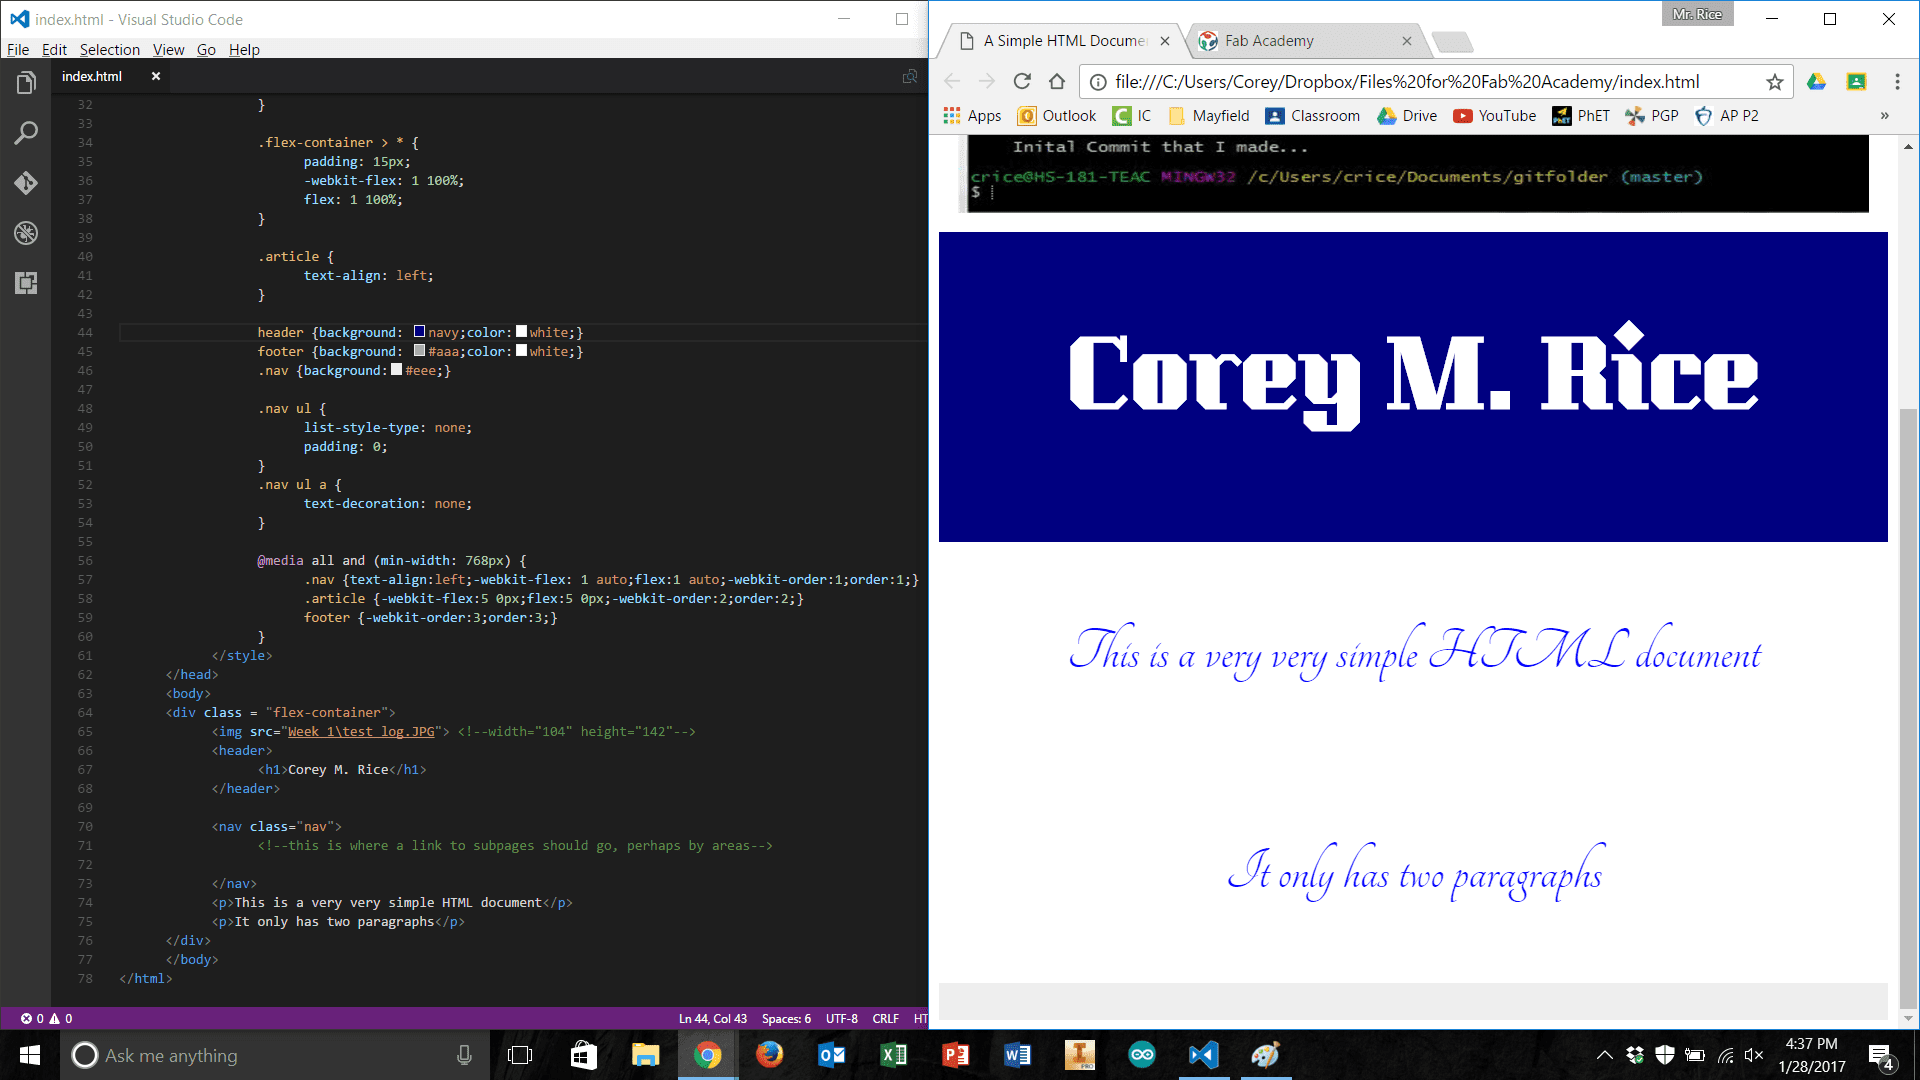 index.html - Visual Studio Code
File Edit Selection View Go Help
index.html
32 }
33
34 .flex-container > * {
35 padding: 15px;
36 -webkit-flex: 1 100%;
37 flex: 1 100%;
38 }
39
40 .article {
41 text-align: left;
42 }
43
44 header {background: navy;color: white;}
45 footer {background: #aaa;color: white;}
46 .nav {background: #eee;}
47
48 .nav ul {
49 list-style-type: none;
50 padding: 0;
51 }
52 .nav ul a {
53 text-decoration: none;
54 }
55
56 @media all and (min-width: 768px) {
57 .nav {text-align:left;-webkit-flex: 1 auto;flex:1 auto;-webkit-order:1;order:1;}
58 .article {-webkit-flex:5 0px;flex:5 0px;-webkit-order:2;order:2;}
59 footer {-webkit-order:3;order:3;}
60 }
61 </style>
62 </head>
63 <body>
64 <div class = "flex-container">
65 <img src="Week 1\test log.JPG"> <!--width="104" height="142"-->
66 <header>
67 <h1>Corey M. Rice</h1>
68 </header>
69
70 <nav class="nav">
71 <!--this is where a link to subpages should go, perhaps by areas-->
72
73 </nav>
74 <p>This is a very very simple HTML document</p>
75 <p>It only has two paragraphs</p>
76 </div>
77 </body>
78 </html>
0 0 Ln 44, Col 43 Spaces: 6 UTF-8 CRLF HT
Mr. Rice
A Simple HTML Docume
Fab Academy
file:///C:/Users/Corey/Dropbox/Files%20for%20Fab%20Academy/index.html
Apps Outlook IC Mayfield Classroom Drive YouTube PhET PGP AP P2 »
Inital Commit that I made...
crice@HS-181-TEAC MINGW32 /c/Users/crice/Documents/gitfolder (master)
$
Corey M. Rice
This is a very very simple HTML document
It only has two paragraphs
Ask me anything
4:37 PM
1/28/2017
4